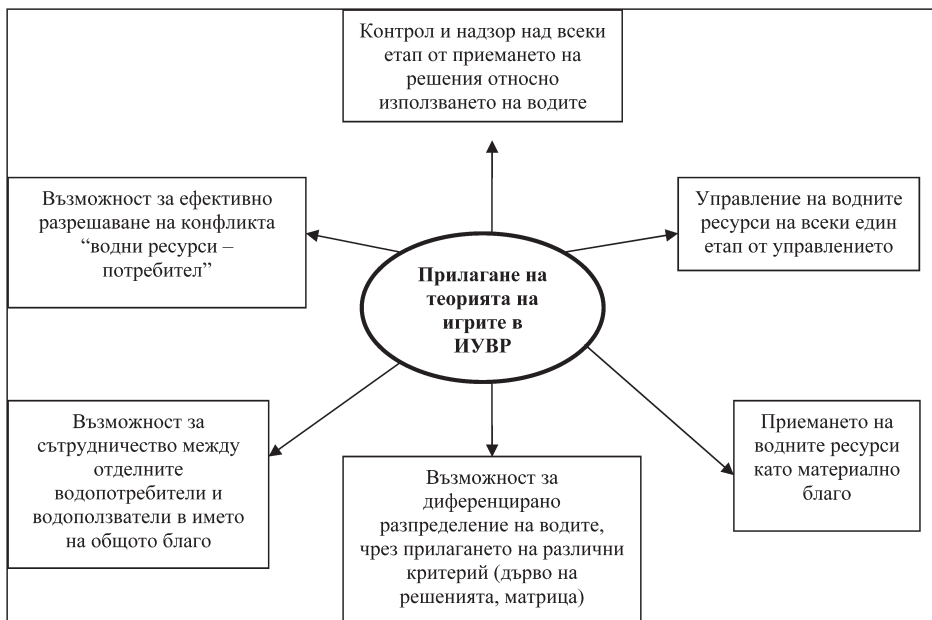 Контрол и надзор над всеки
етап от приемането на
решения относно
използването на водите
Възможност за ефективно
разрешаване на конфликта
“водни ресурси –
потребител”
Управление на водните
ресурси на всеки един
етап от управлението
Прилагане на
теорията на
игрите в
ИУВР
Възможност за
сътрудничество между
отделните
водопотребители и
водоползватели в името
на общото благо
Възможност за
диференцирано
разпределение на водите,
чрез прилагането на различни
критерий (дърво на
решенията, матрица)
Приемането на
водните ресурси
като материално
благо